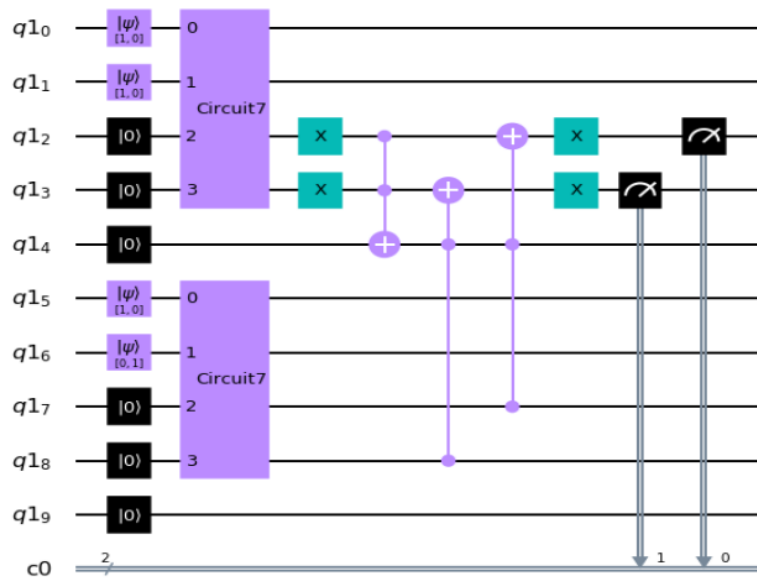 q1₀ |ψ⟩ [1, 0] 0
q1₁ |ψ⟩ [1, 0] 1
Circuit7
q1₂ |0⟩ 2 X X
q1₃ |0⟩ 3 X X
q1₄ |0⟩
q1₅ |ψ⟩ [1, 0] 0
q1₆ |ψ⟩ [0, 1] 1
Circuit7
q1₇ |0⟩ 2
q1₈ |0⟩ 3
q1₉ |0⟩
c0 2 1 0